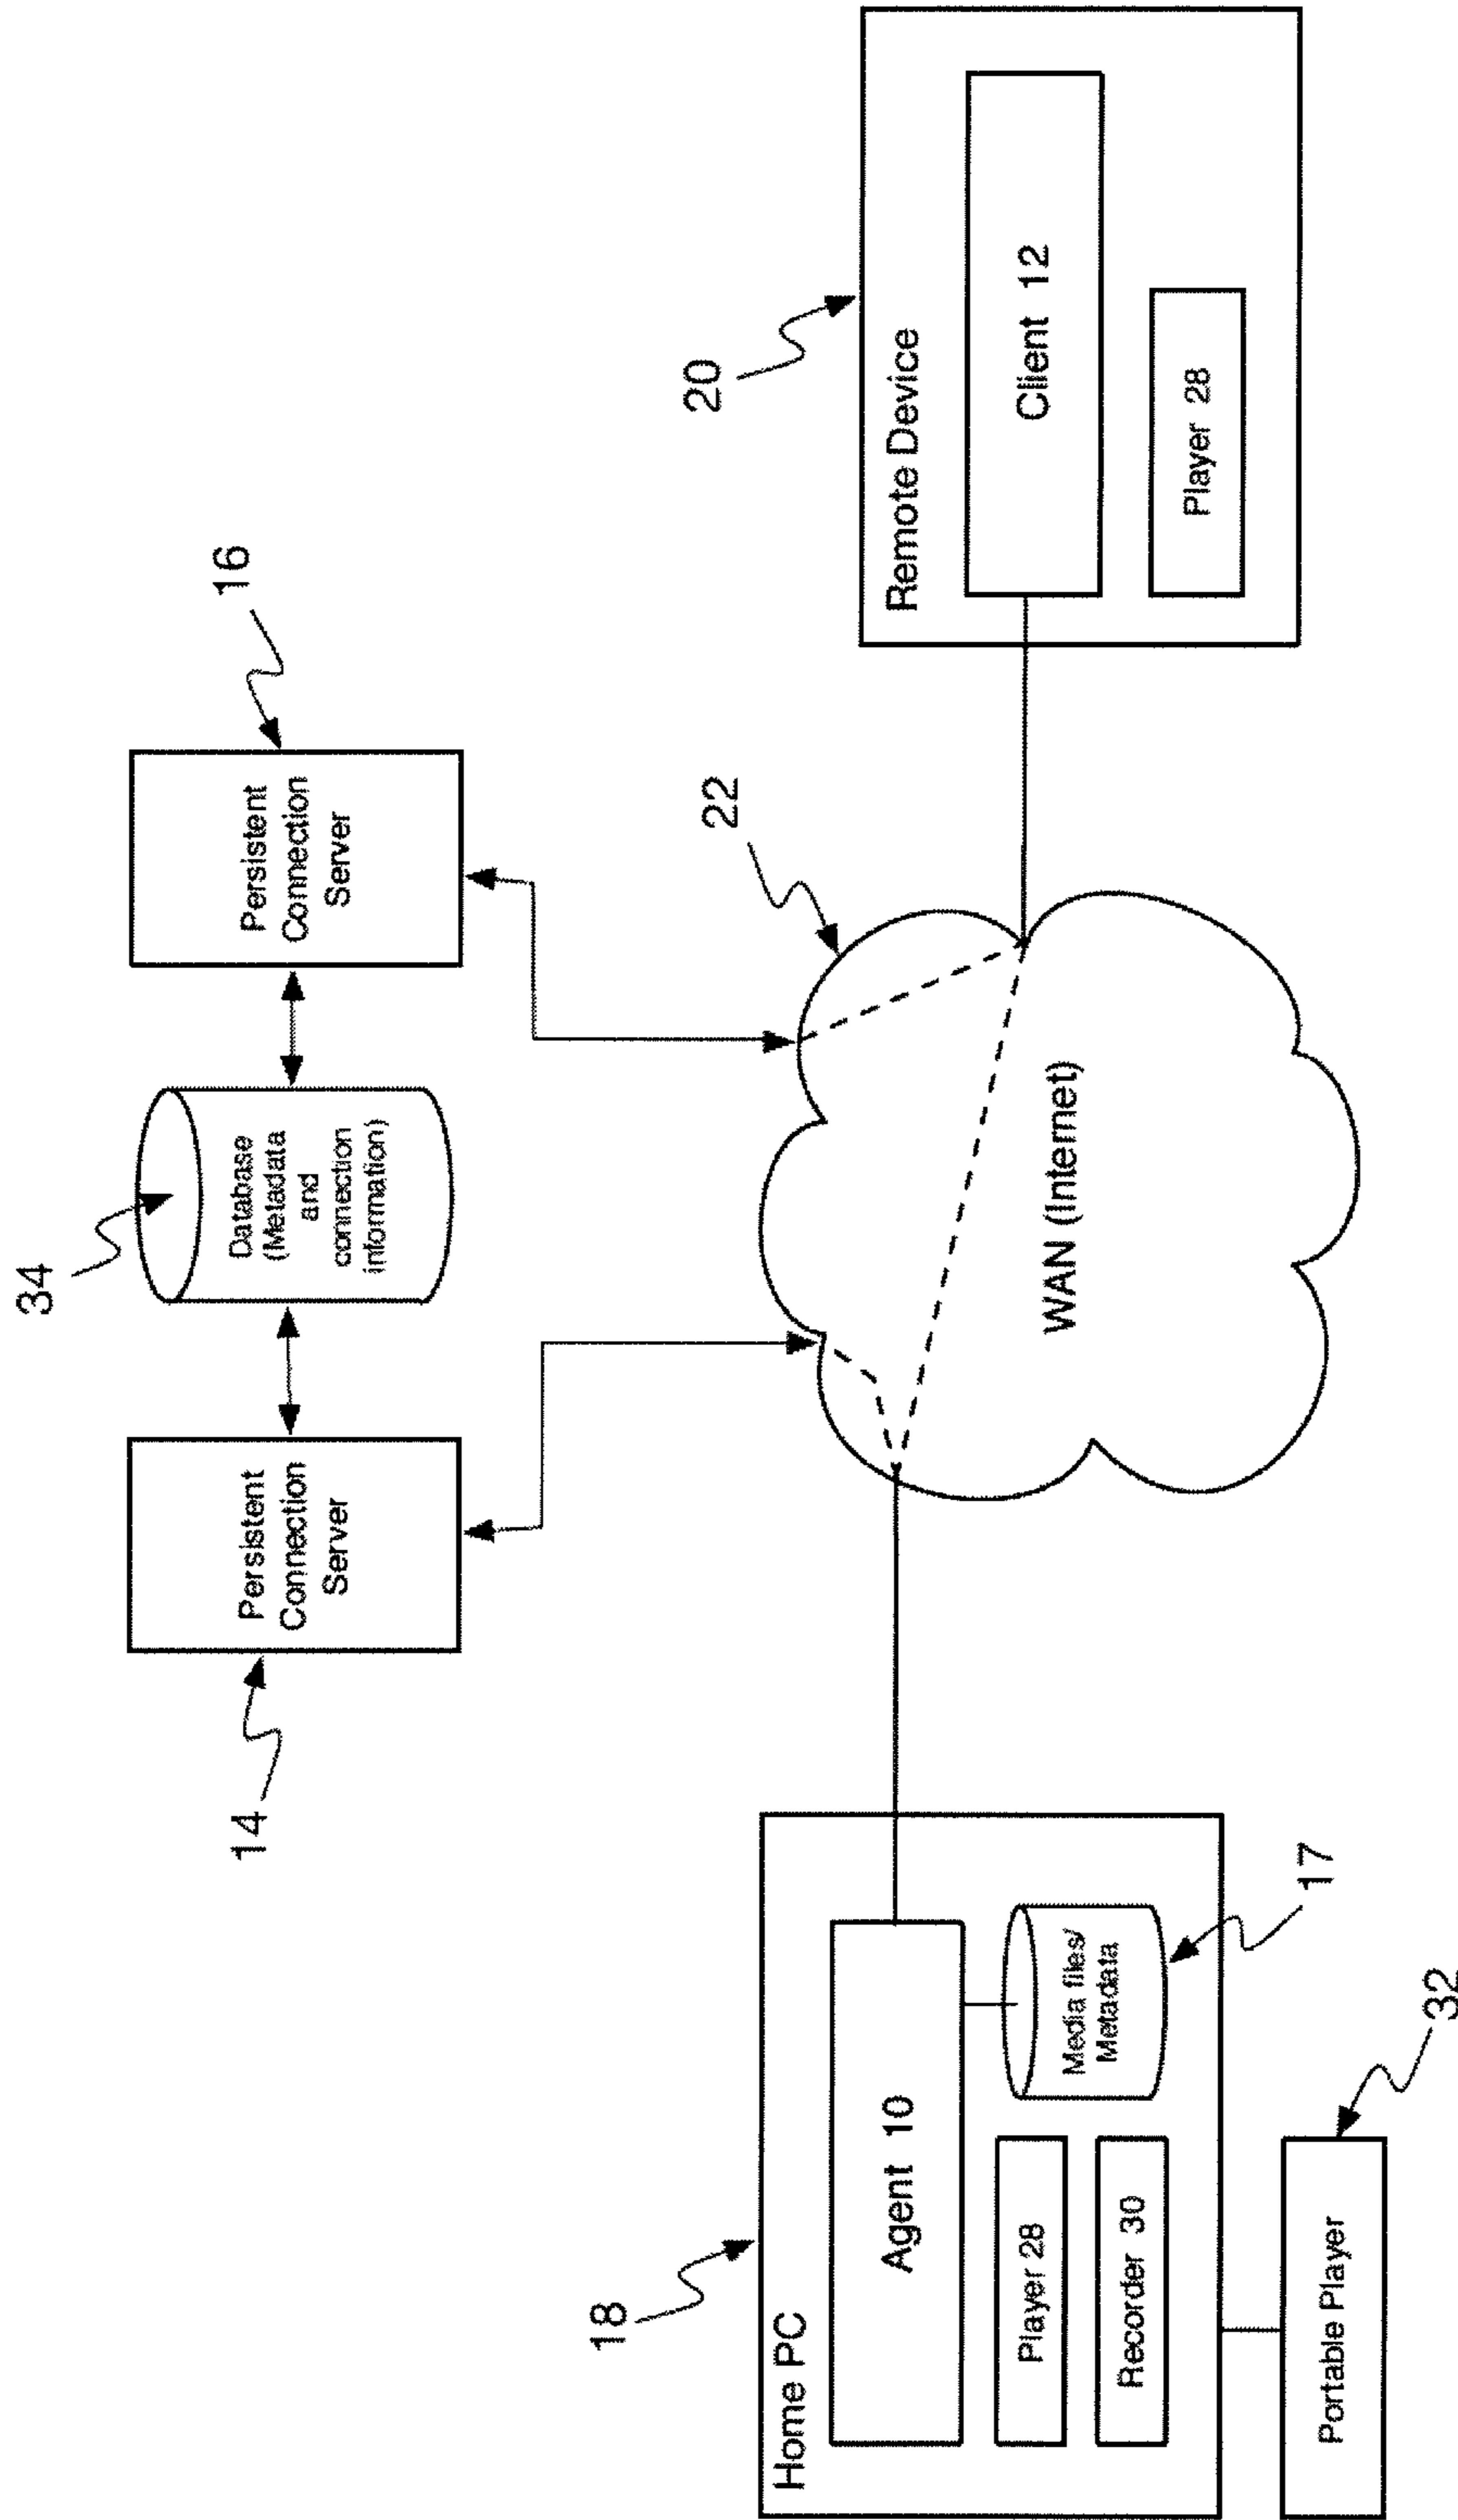 34
16
14
Persistent
Connection
Server
Database
(Metadata
and
connection
information)
Persistent
Connection
Server
22
20
18
Home PC
Agent 10
Player 28
Recorder 30
Media files/
Metadata
17
Portable Player
32
WAN (Internet)
Remote Device
Client 12
Player 28